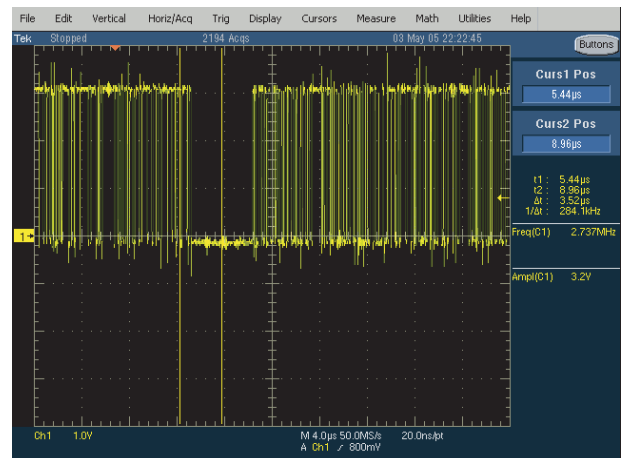 File Edit Vertical Horiz/Acq Trig Display Cursors Measure Math Utilities Help
Tek Stopped 2194 Acqs 03 May 05 22:22:45
Buttons
Curs1 Pos
5.44µs
Curs2 Pos
8.96µs
t1 : 5.44µs
t2 : 8.96µs
Δt : 3.52µs
1/Δt : 284.1kHz
1
Freq(C1) 2.737MHz
Ampl(C1) 3.2V
Ch1 1.0V M 4.0µs 50.0MS/s 20.0ns/pt
A Ch1 ∕ 800mV